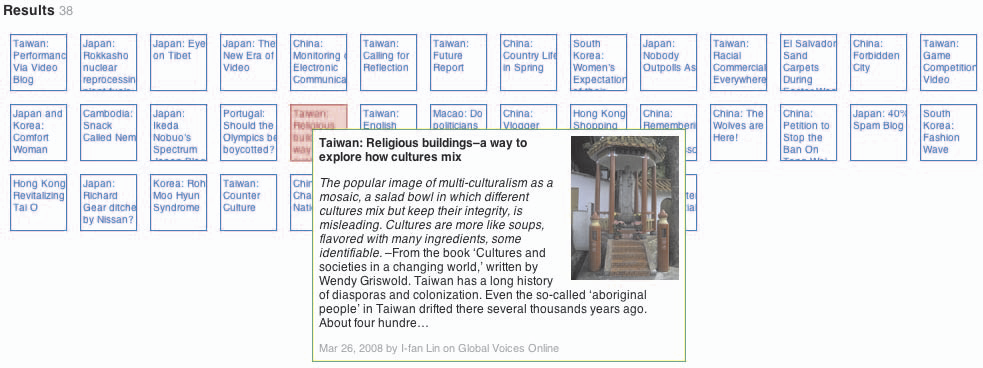 Results 38
Taiwan:
Performanc
Via Video
Blog
Japan:
Rokkasho
nuclear
reprocessin
Japan: Eye
on Tibet
Japan: The
New Era of
Video
China:
Monitoring
Electronic
Communica
Taiwan:
Calling for
Reflection
Taiwan:
Future
Report
China:
Country Life
in Spring
South
Korea:
Women's
Expectation
Japan:
Nobody
Outpolls As
Taiwan:
Racial
Commercial
Everywhere
El Salvador
Sand
Carpets
During
China:
Forbidden
City
Taiwan:
Game
Competition
Video
Japan and
Korea:
Comfort
Woman
Cambodia:
Snack
Called Nem
Japan:
Ikeda
Nobuo's
Spectrum
Portugal:
Should the
Olympics be
boycotted?
Taiwan:
Religious
Taiwan:
English
Macao: Do
politicians
China:
Vlogger
Hong Kong
Shopping
China:
Rememberi
China: The
Wolves are
Here!
China:
Petition to
Stop the
Ban On
Japan: 40%
Spam Blog
South
Korea:
Fashion
Wave
Hong Kong
Revitalizing
Tai O
Japan:
Richard
Gear ditche
by Nissan?
Korea: Roh
Moo Hyun
Syndrome
Taiwan:
Counter
Culture
Taiwan: Religious buildings–a way to
explore how cultures mix
The popular image of multi-culturalism as a
mosaic, a salad bowl in which different
cultures mix but keep their integrity, is
misleading. Cultures are more like soups,
flavored with many ingredients, some
identifiable. –From the book ‘Cultures and
societies in a changing world,’ written by
Wendy Griswold. Taiwan has a long history
of diasporas and colonization. Even the so-called ‘aboriginal
people’ in Taiwan drifted there several thousands years ago.
About four hundre…
Mar 26, 2008 by I-fan Lin on Global Voices Online